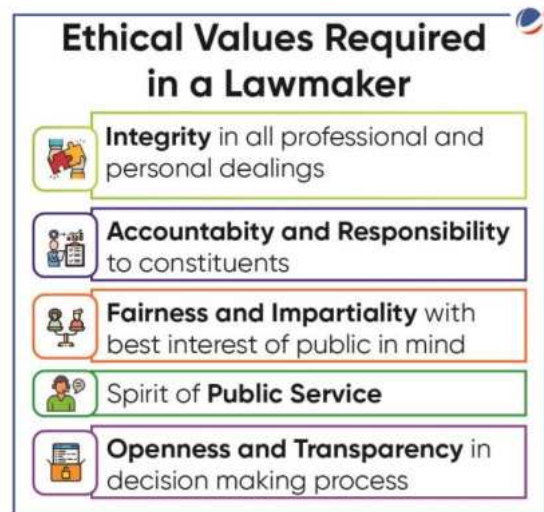 Ethical Values Required
in a Lawmaker
Integrity in all professional and
personal dealings
Accountabity and Responsibility
to constituents
Fairness and Impartiality with
best interest of public in mind
Spirit of Public Service
Openness and Transparency in
decision making process